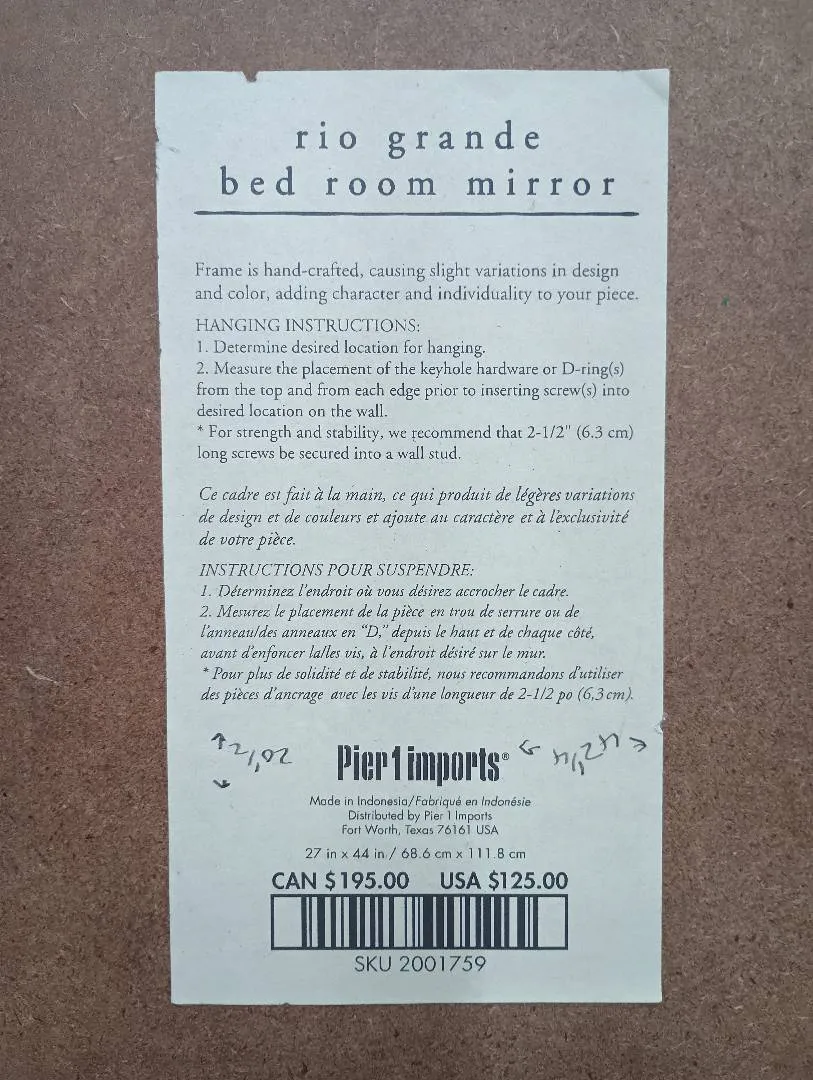 rio grande
bed room mirror
Frame is hand-crafted, causing slight variations in design
and color, adding character and individuality to your piece.
HANGING INSTRUCTIONS:
1. Determine desired location for hanging.
2. Measure the placement of the keyhole hardware or D-ring(s)
from the top and from each edge prior to inserting screw(s) into
desired location on the wall.
* For strength and stability, we recommend that 2-1/2" (6.3 cm)
long screws be secured into a wall stud.
Ce cadre est fait à la main, ce qui produit de légères variations
de design et de couleurs et ajoute au caractère et à l'exclusivité
de votre pièce.
INSTRUCTIONS POUR SUSPENDRE:
1. Déterminez l'endroit où vous désirez accrocher le cadre.
2. Mesurez le placement de la pièce en trou de serrure ou de
l'anneau/des anneaux en “D,” depuis le haut et de chaque côté,
avant d'enfoncer la/les vis, à l'endroit désiré sur le mur.
* Pour plus de solidité et de stabilité, nous recommandons d'utiliser
des pièces d'ancrage avec les vis d'une longueur de 2-1/2 po (6,3 cm).
Pier 1 imports®
Made in Indonesia/Fabriqué en Indonésie
Distributed by Pier 1 Imports
Fort Worth, Texas 76161 USA
27 in x 44 in / 68.6 cm x 111.8 cm
CAN $195.00 USA $125.00
SKU 2001759